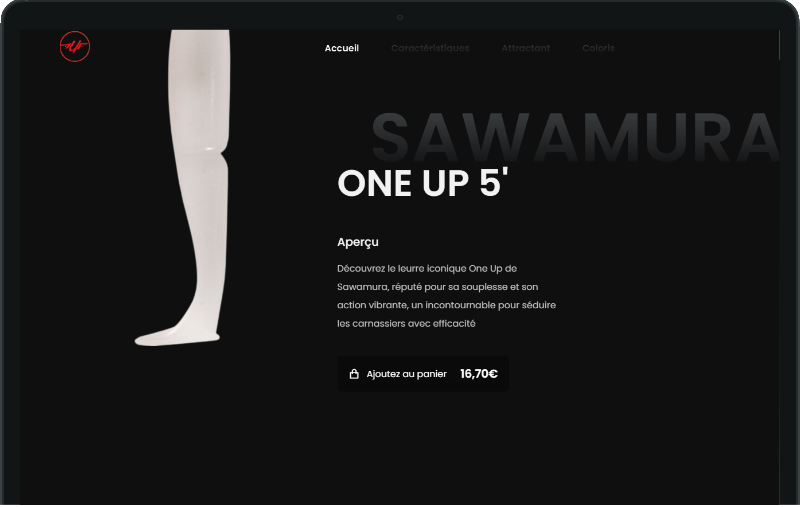 Accueil Caractéristiques Attractant Coloris
SAWAMURA
ONE UP 5'
Aperçu
Découvrez le leurre iconique One Up de
Sawamura, réputé pour sa souplesse et son
action vibrante, un incontournable pour séduire
les carnassiers avec efficacité
Ajoutez au panier 16,70€